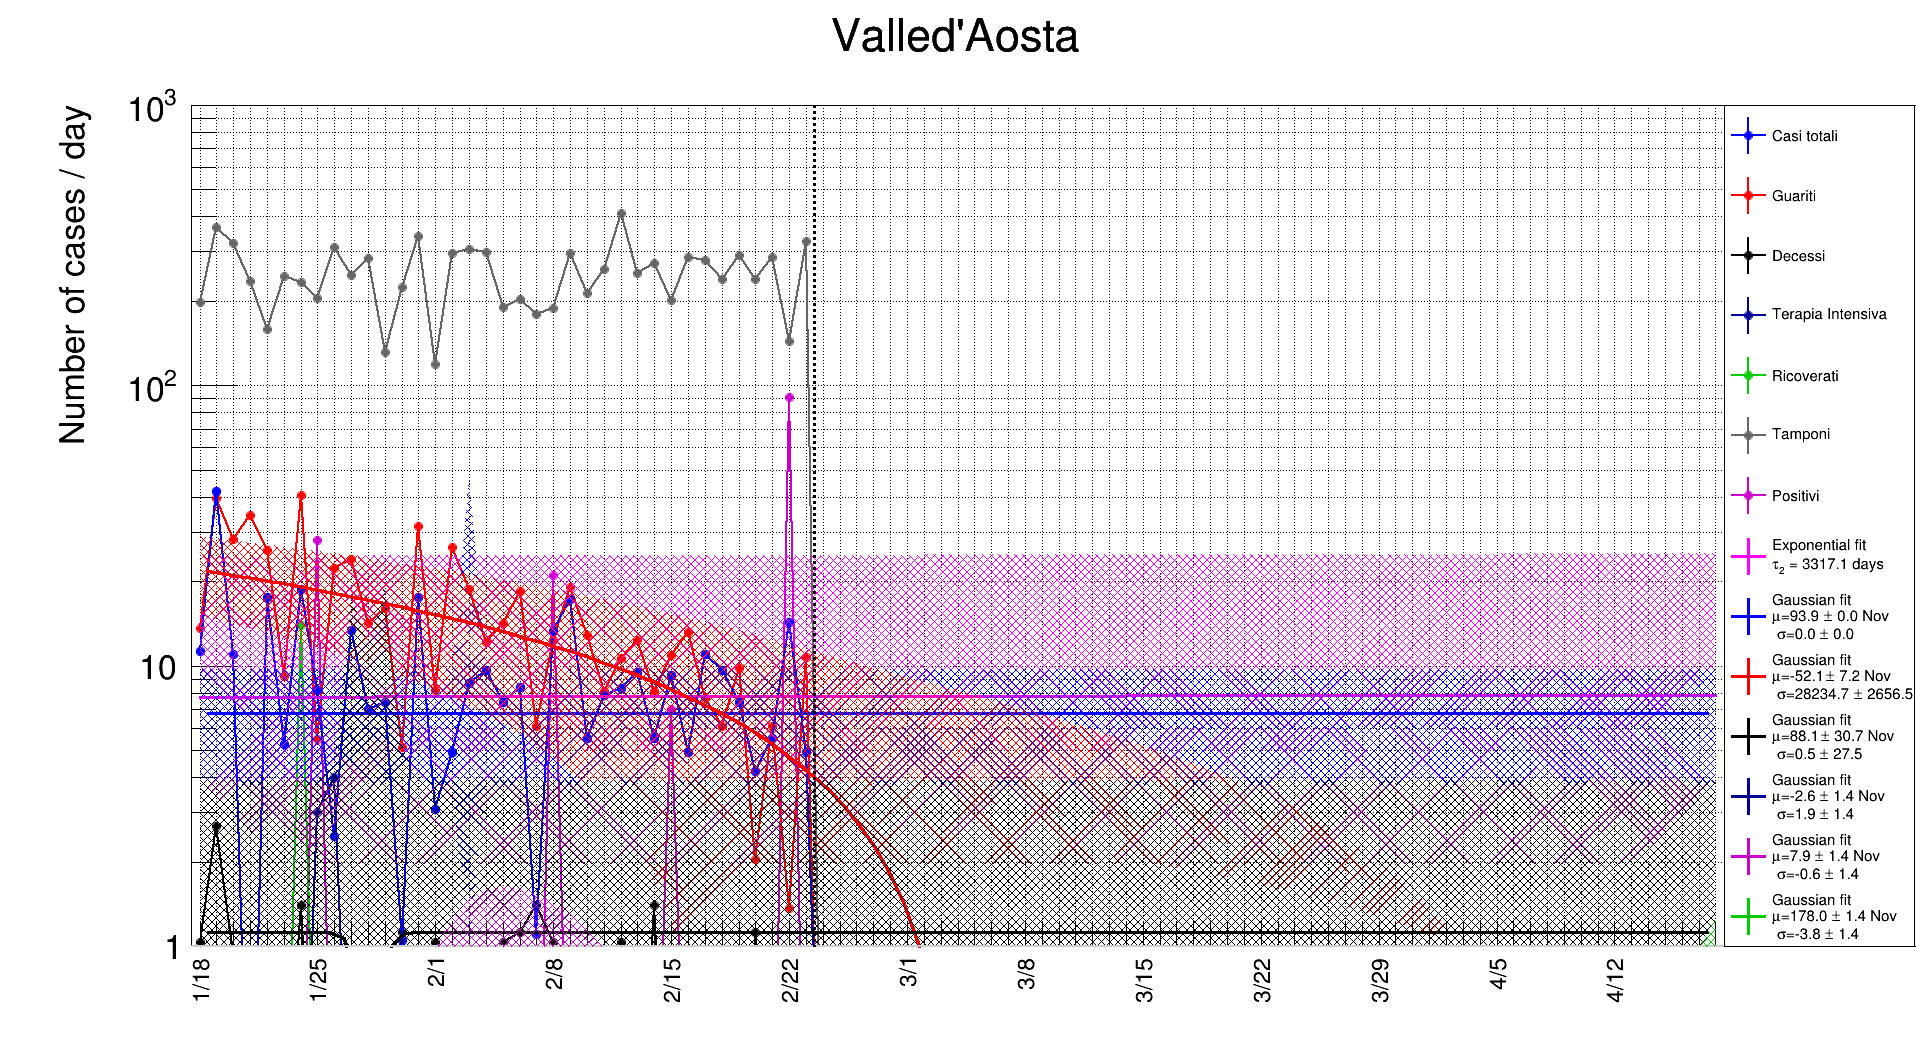 Valled'Aosta
Number of cases / day
10³
10²
10
1
1/18
1/25
2/1
2/8
2/15
2/22
3/1
3/8
3/15
3/22
3/29
4/5
4/12
Casi totali
Guariti
Decessi
Terapia Intensiva
Ricoverati
Tamponi
Positivi
Exponential fit
τ₂ = 3317.1 days
Gaussian fit
μ=93.9 ± 0.0 Nov
σ=0.0 ± 0.0
Gaussian fit
μ=-52.1 ± 7.2 Nov
σ=28234.7 ± 2656.5
Gaussian fit
μ=88.1 ± 30.7 Nov
σ=0.5 ± 27.5
Gaussian fit
μ=-2.6 ± 1.4 Nov
σ=1.9 ± 1.4
Gaussian fit
μ=7.9 ± 1.4 Nov
σ=-0.6 ± 1.4
Gaussian fit
μ=178.0 ± 1.4 Nov
σ=-3.8 ± 1.4